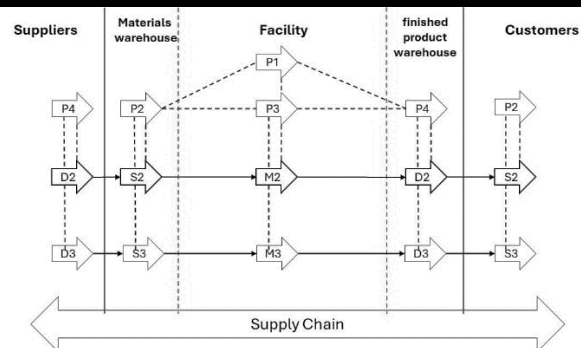 Suppliers
Materials
warehouse
Facility
finished
product
warehouse
Customers
P1
P4
P2
P3
P4
P2
D2
S2
M2
D2
S2
D3
S3
M3
D3
S3
Supply Chain